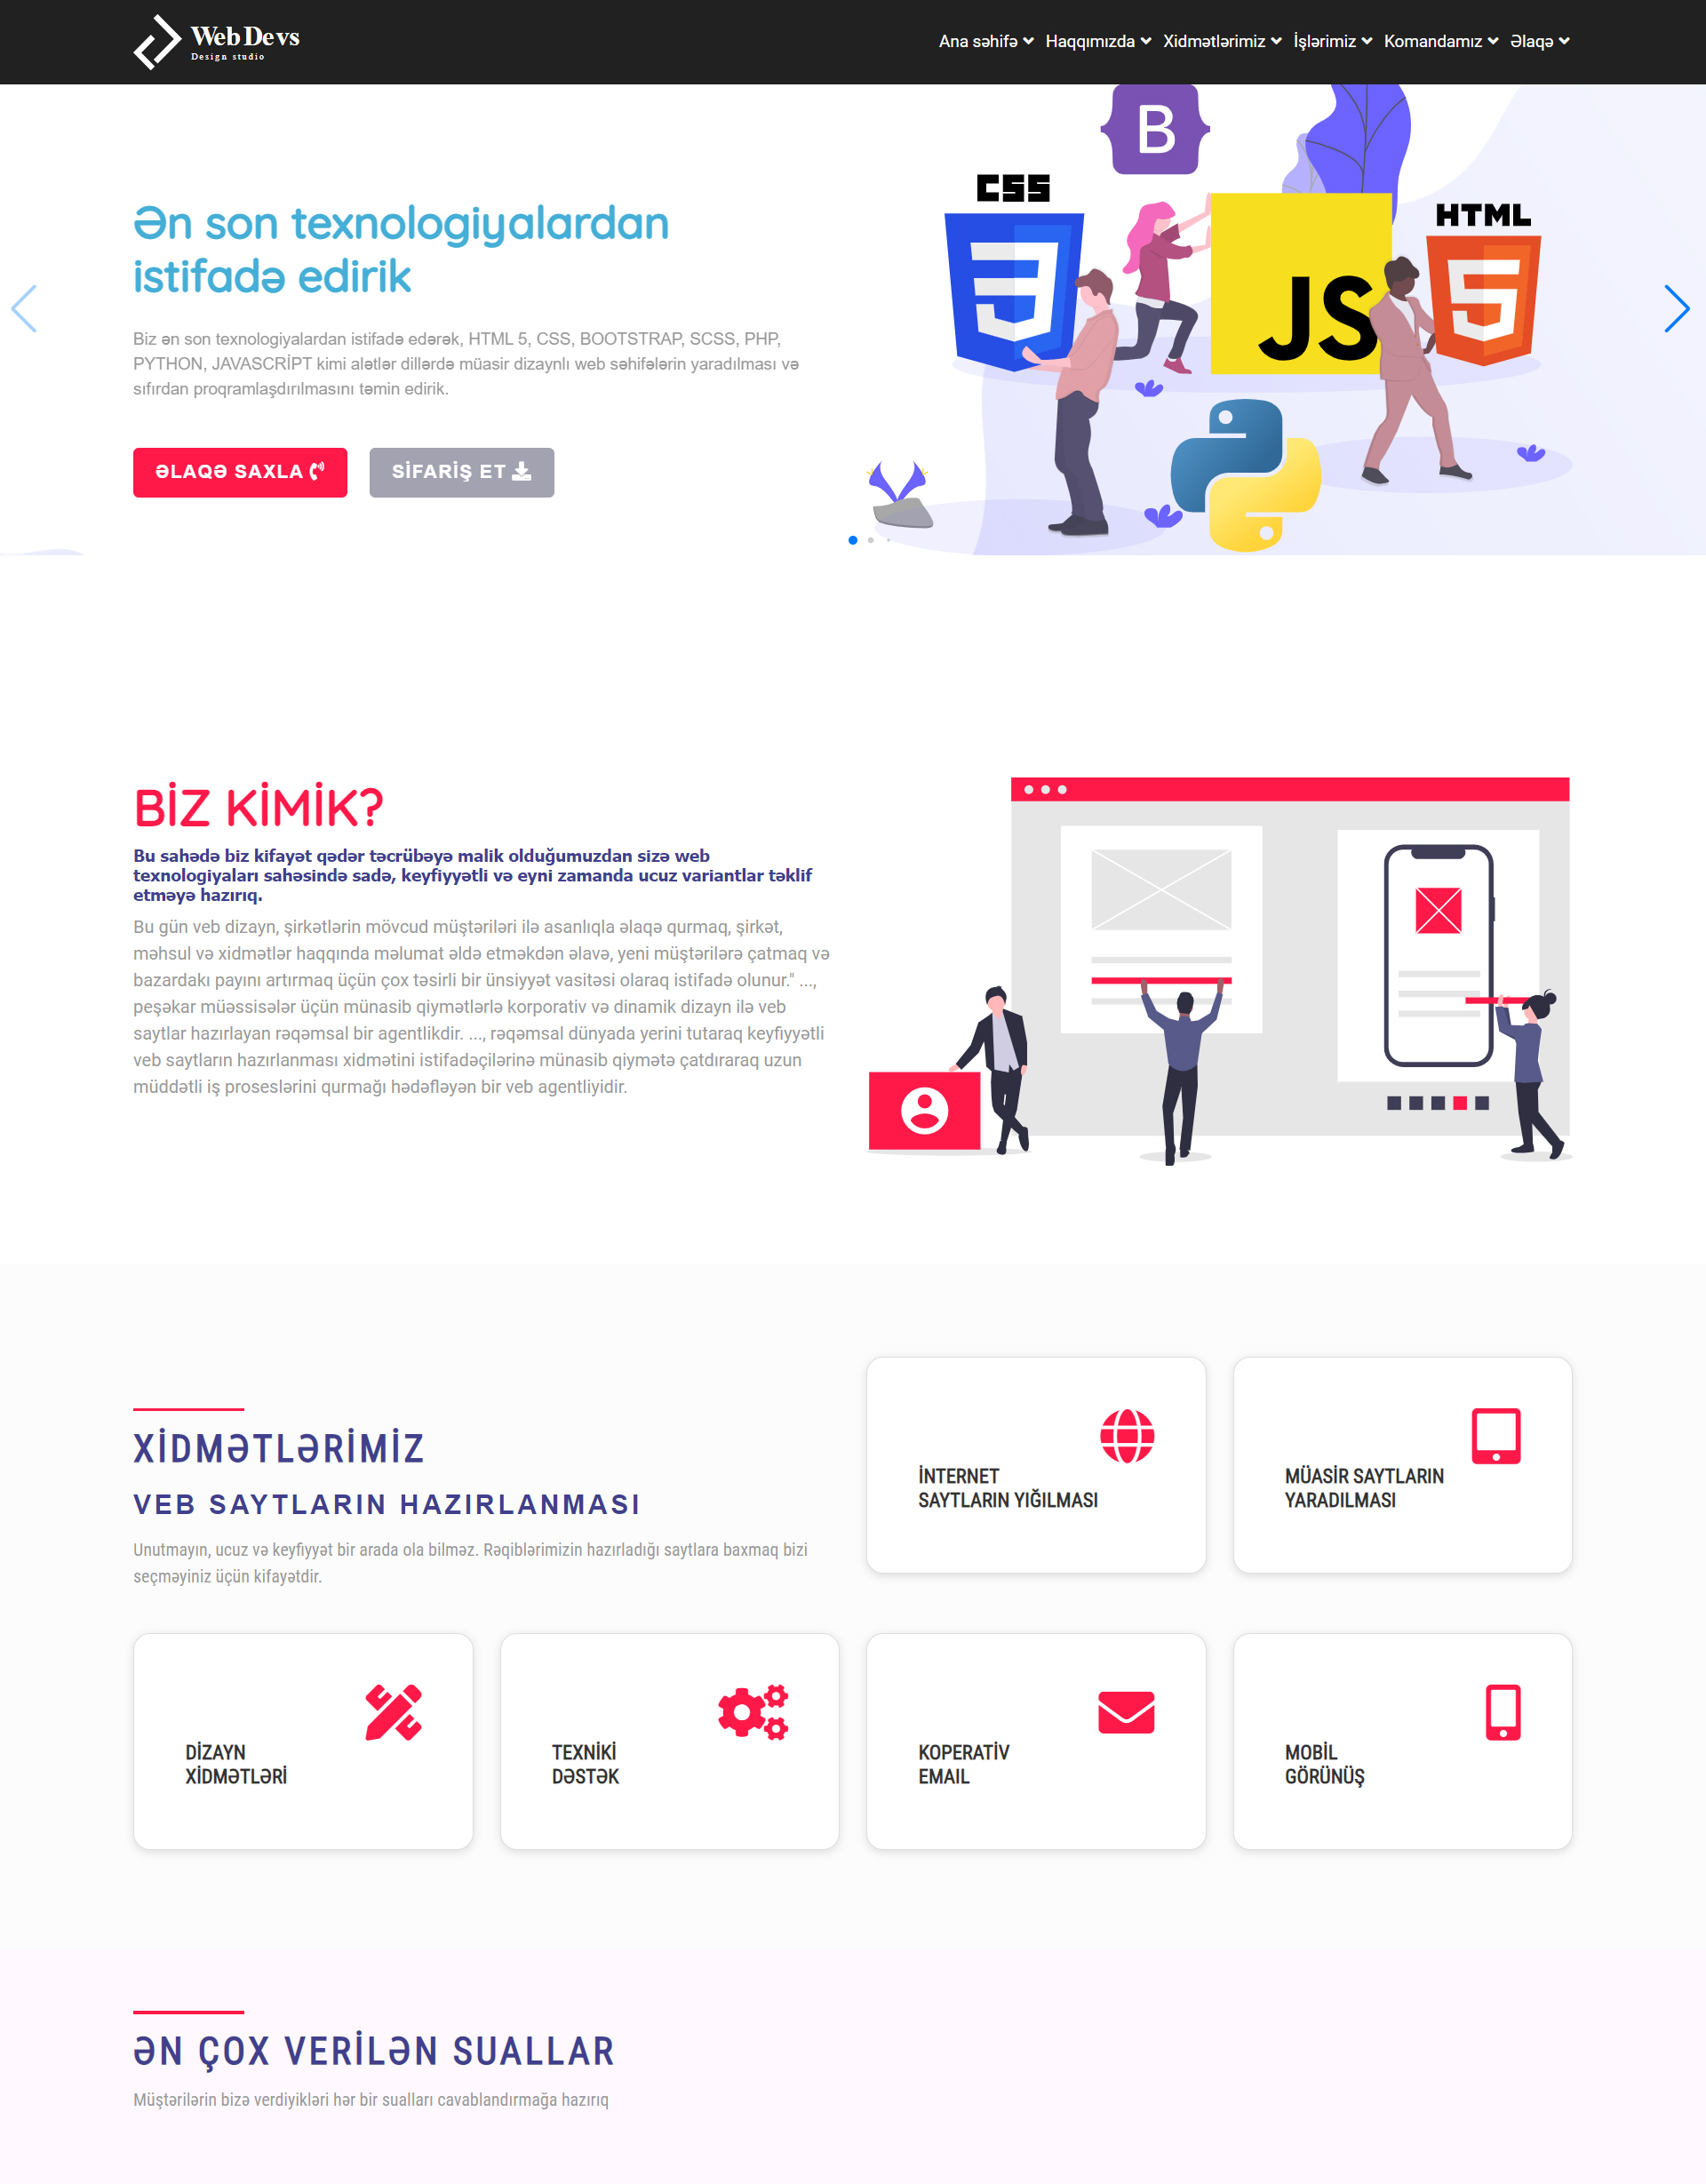 Web Devs
Design studio
Ana səhifə Haqqımızda Xidmətlərimiz İşlərimiz Komandamız Əlaqə
B
CSS
HTML
JS
Ən son texnologiyalardan
istifadə edirik
Biz ən son texnologiyalardan istifadə edərək, HTML 5, CSS, BOOTSTRAP, SCSS, PHP,
PYTHON, JAVASCRİPT kimi alətlər dillərdə müasir dizaynlı web səhifələrin yaradılması və
sıfırdan proqramlaşdırılmasını təmin edirik.
ƏLAQƏ SAXLA
SİFARİŞ ET
BİZ KİMİK?
Bu sahədə biz kifayət qədər təcrübəyə malik olduğumuzdan sizə web
texnologiyaları sahəsində sadə, keyfiyyətli və eyni zamanda ucuz variantlar təklif
etməyə hazırıq.
Bu gün veb dizayn, şirkətlərin mövcud müştəriləri ilə asanlıqla əlaqə qurmaq, şirkət,
məhsul və xidmətlər haqqında məlumat əldə etməkdən əlavə, yeni müştərilərə çatmaq və
bazardakı payını artırmaq üçün çox təsirli bir ünsiyyət vasitəsi olaraq istifadə olunur." ...,
peşəkar müəssisələr üçün münasib qiymətlərlə korporativ və dinamik dizayn ilə veb
saytlar hazırlayan rəqəmsal bir agentlikdir. ..., rəqəmsal dünyada yerini tutaraq keyfiyyətli
veb saytların hazırlanması xidmətini istifadəçilərinə münasib qiymətə çatdıraraq uzun
müddətli iş proseslərini qurmağı hədəfləyən bir veb agentliyidir.
XİDMƏTLƏRİMİZ
VEB SAYTLARIN HAZIRLANMASI
Unutmayın, ucuz və keyfiyyət bir arada ola bilməz. Rəqiblərimizin hazırladığı saytlara baxmaq bizi
seçməyiniz üçün kifayətdir.
İNTERNET
SAYTLARIN YIĞILMASI
MÜASİR SAYTLARIN
YARADILMASI
DİZAYN
XİDMƏTLƏRİ
TEXNİKİ
DƏSTƏK
KOPERATİV
EMAIL
MOBİL
GÖRÜNÜŞ
ƏN ÇOX VERİLƏN SUALLAR
Müştərilərin bizə verdiyikləri hər bir sualları cavablandırmağa hazırıq